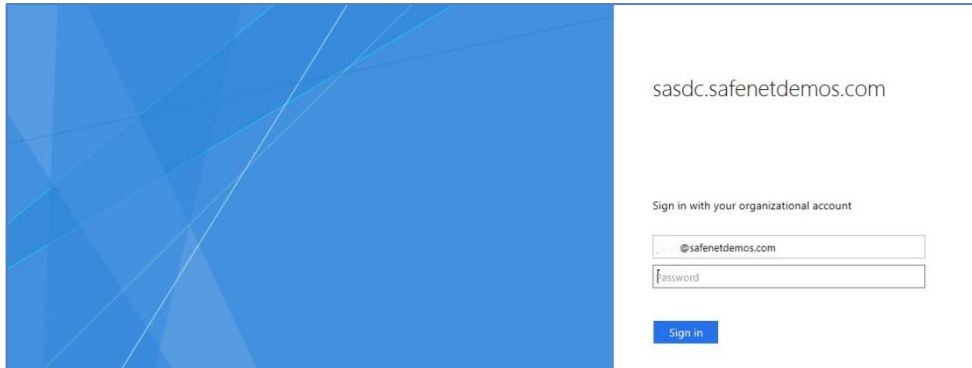 sasdc.safenetdemos.com
Sign in with your organizational account
@safenetdemos.com
Password
Sign in